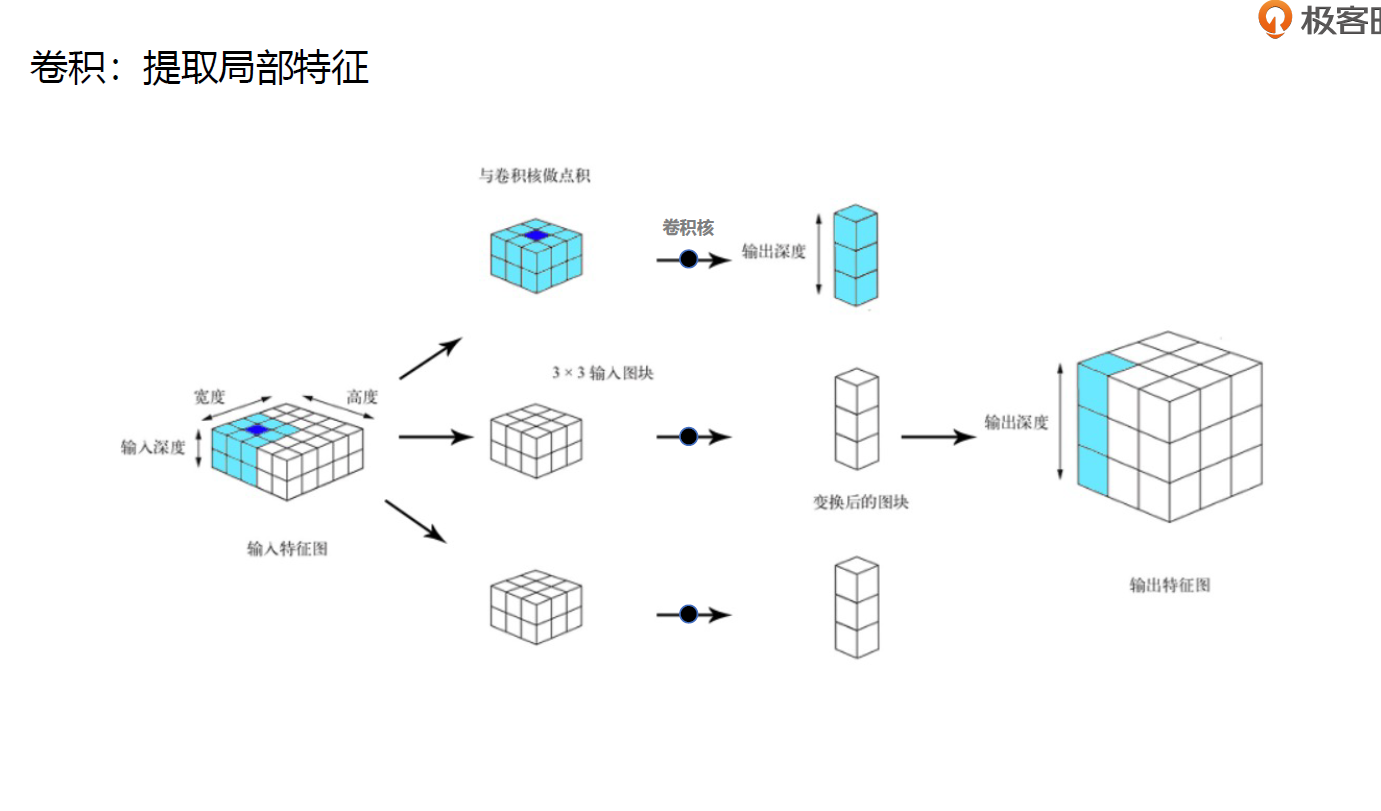 极客
卷积：提取局部特征
与卷积核做点积
卷积核
输出深度
3 × 3 输入图块
宽度
高度
输入深度
输出深度
变换后的图块
输入特征图
输出特征图